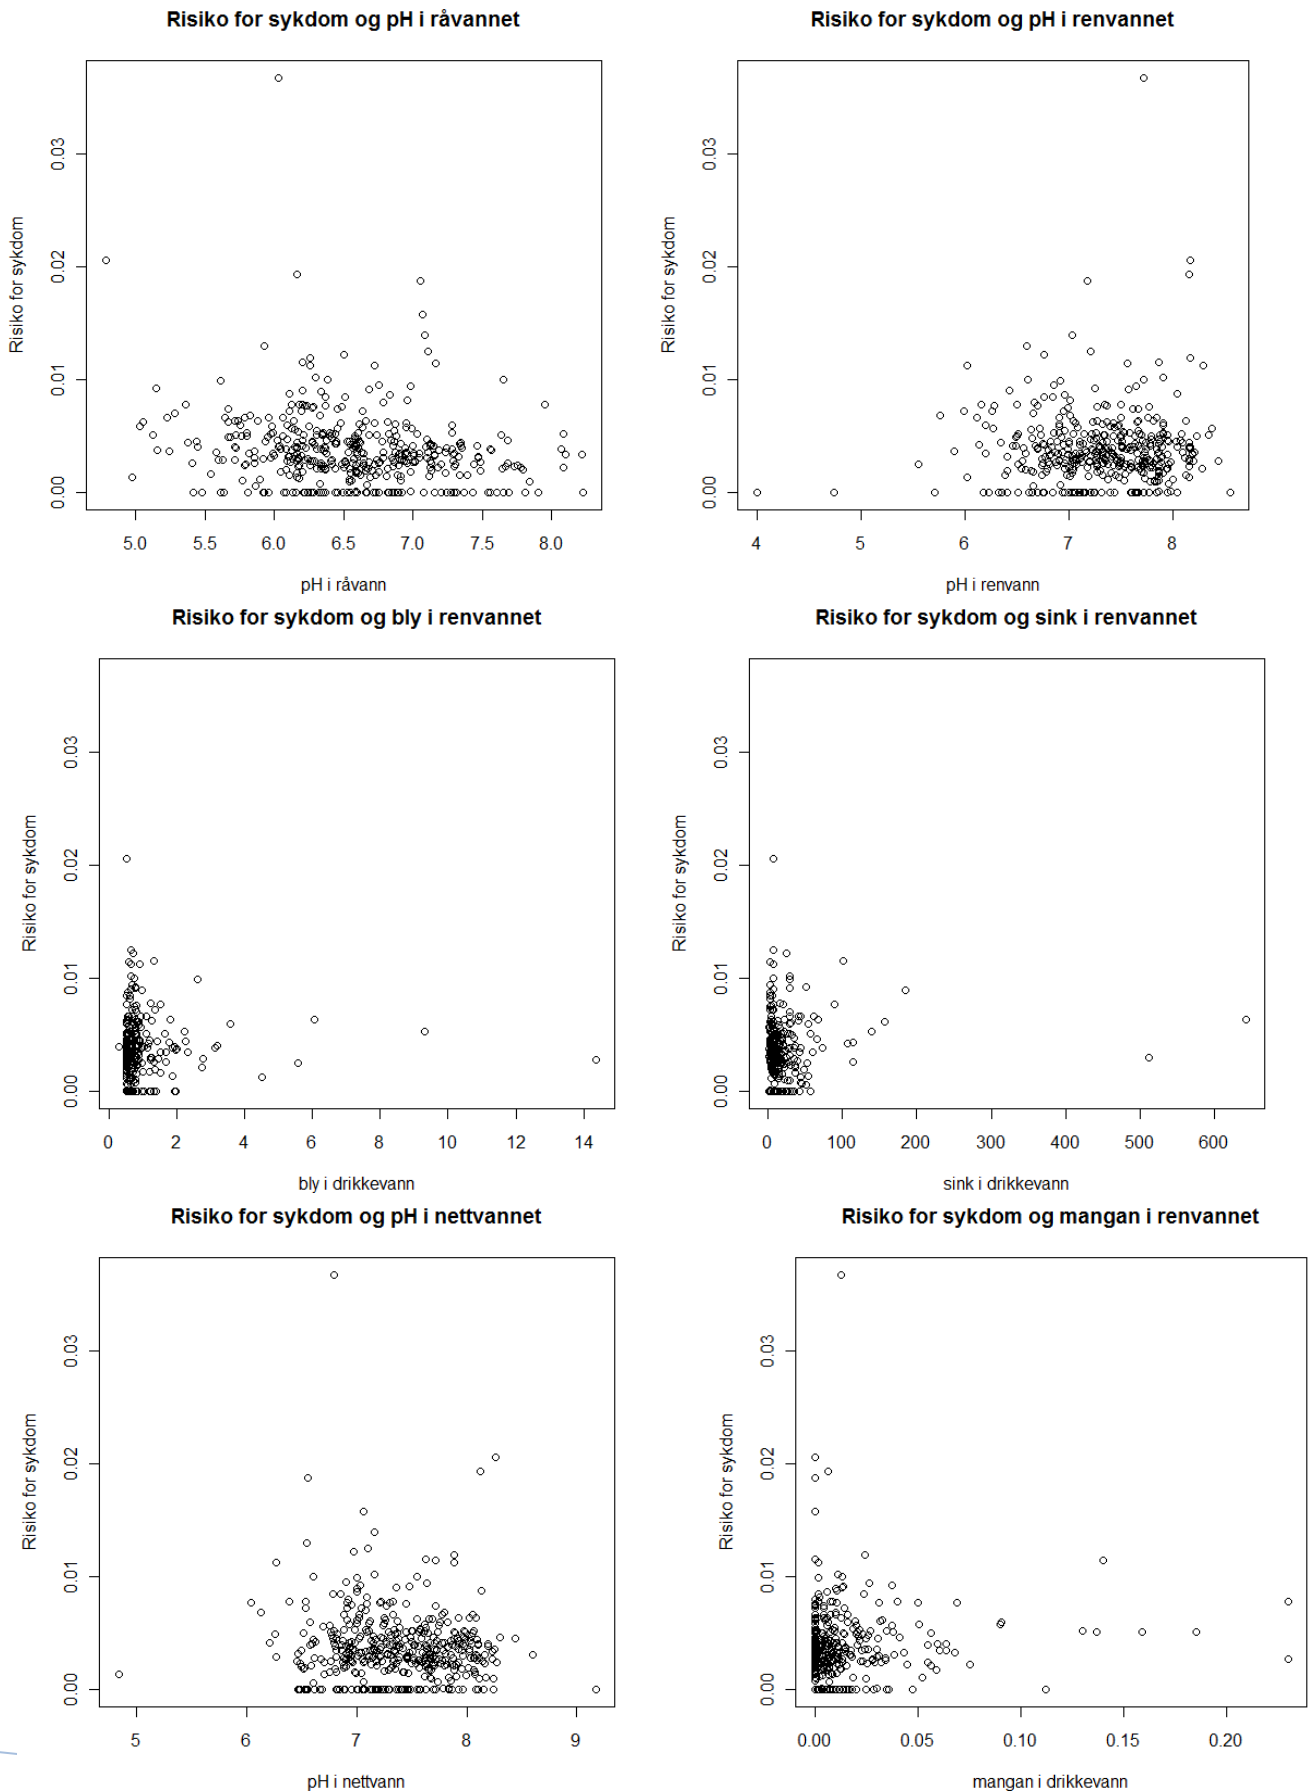 Risiko for sykdom og pH i råvannet
Risiko for sykdom
0.00 0.01 0.02 0.03
5.0 5.5 6.0 6.5 7.0 7.5 8.0
pH i råvann
Risiko for sykdom og pH i renvannet
Risiko for sykdom
0.00 0.01 0.02 0.03
4 5 6 7 8
pH i renvann
Risiko for sykdom og bly i renvannet
Risiko for sykdom
0.00 0.01 0.02 0.03
0 2 4 6 8 10 12 14
bly i drikkevann
Risiko for sykdom og sink i renvannet
Risiko for sykdom
0.00 0.01 0.02 0.03
0 100 200 300 400 500 600
sink i drikkevann
Risiko for sykdom og pH i nettvannet
Risiko for sykdom
0.00 0.01 0.02 0.03
5 6 7 8 9
pH i nettvann
Risiko for sykdom og mangan i renvannet
Risiko for sykdom
0.00 0.01 0.02 0.03
0.00 0.05 0.10 0.15 0.20
mangan i drikkevann